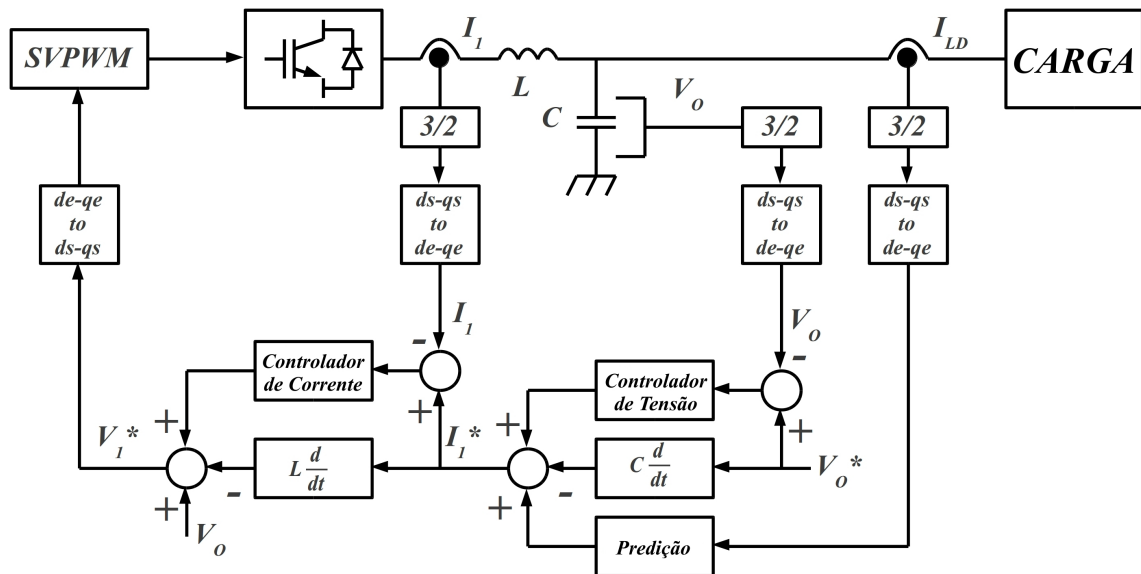 SVPWM
I1
L
C
VO
ILD
CARGA
3/2
3/2
3/2
de-qe
to
ds-qs
ds-qs
to
de-qe
ds-qs
to
de-qe
ds-qs
to
de-qe
I1
-
VO
-
Controlador
de Corrente
Controlador
de Tensão
+
+
+
+
V1*
I1*
L d/dt
-
C d/dt
-
VO*
+
VO
+
Predição